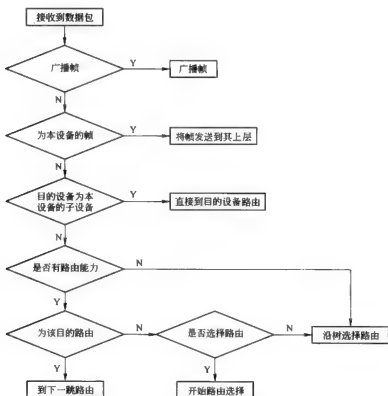 接收到数据包
广播帧
Y
广播帧
N
为本设备的帧
Y
将帧发送到其上层
N
目的设备为本
设备的子设备
Y
直接到目的设备路由
N
是否有路由能力
N
Y
为该目的路由
N
是否选择路由
N
沿树选择路由
Y
Y
到下一跳路由
开始路由选择